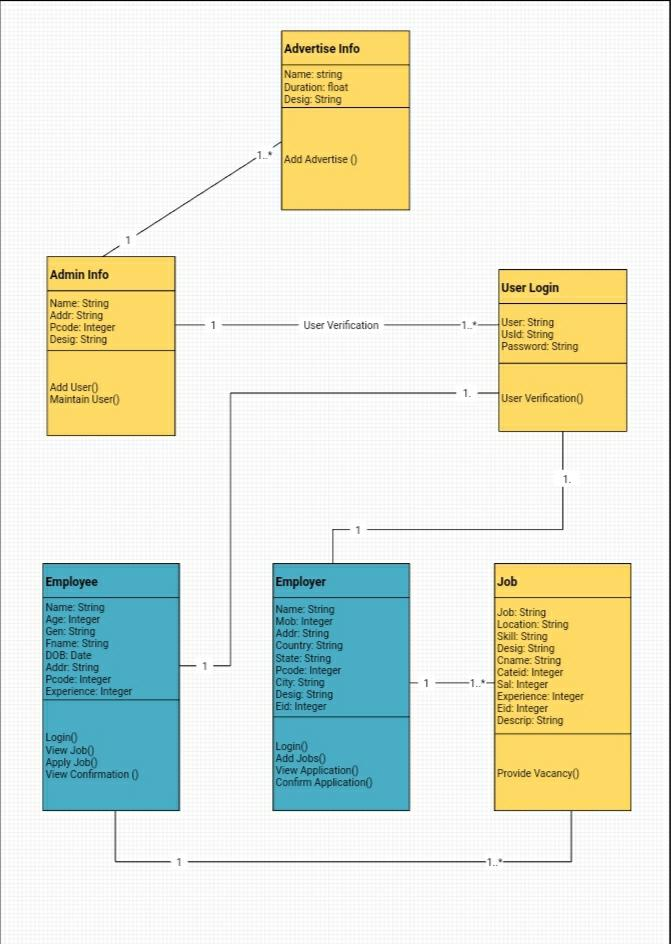 Advertise Info
Name: string
Duration: float
Desig: String
Add Advertise ()
1..*
1
Admin Info
Name: String
Addr: String
Pcode: Integer
Desig: String
Add User()
Maintain User()
1
User Verification
1..*
User Login
User: String
UsId: String
Password: String
User Verification()
1.
1.
1
1
Employee
Name: String
Age: Integer
Gen: String
Fname: String
DOB: Date
Addr: String
Pcode: Integer
Experience: Integer
Login()
View Job()
Apply Job()
View Confirmation ()
Employer
Name: String
Mob: Integer
Addr: String
Country: String
State: String
Pcode: Integer
City: String
Desig: String
Eid: Integer
Login()
Add Jobs()
View Application()
Confirm Application()
1
1..*
Job
Job: String
Location: String
Skill: String
Desig: String
Cname: String
Cateid: Integer
Sal: Integer
Experience: Integer
Eid: Integer
Descrip: String
Provide Vacancy()
1
1..*